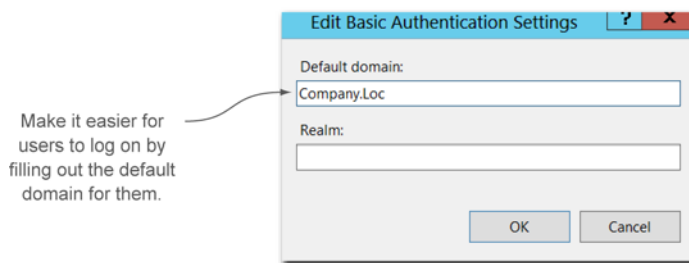 Edit Basic Authentication Settings
? x
Default domain:
Company.Loc
Realm:
OK Cancel
Make it easier for
users to log on by
filling out the default
domain for them.